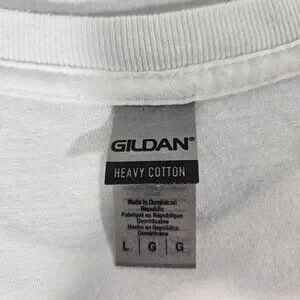 GILDAN®
HEAVY COTTON
Made in Dominican
Republic
Fabriqué en République
Dominicaine
Hecho en República
Dominicana
L | G | G